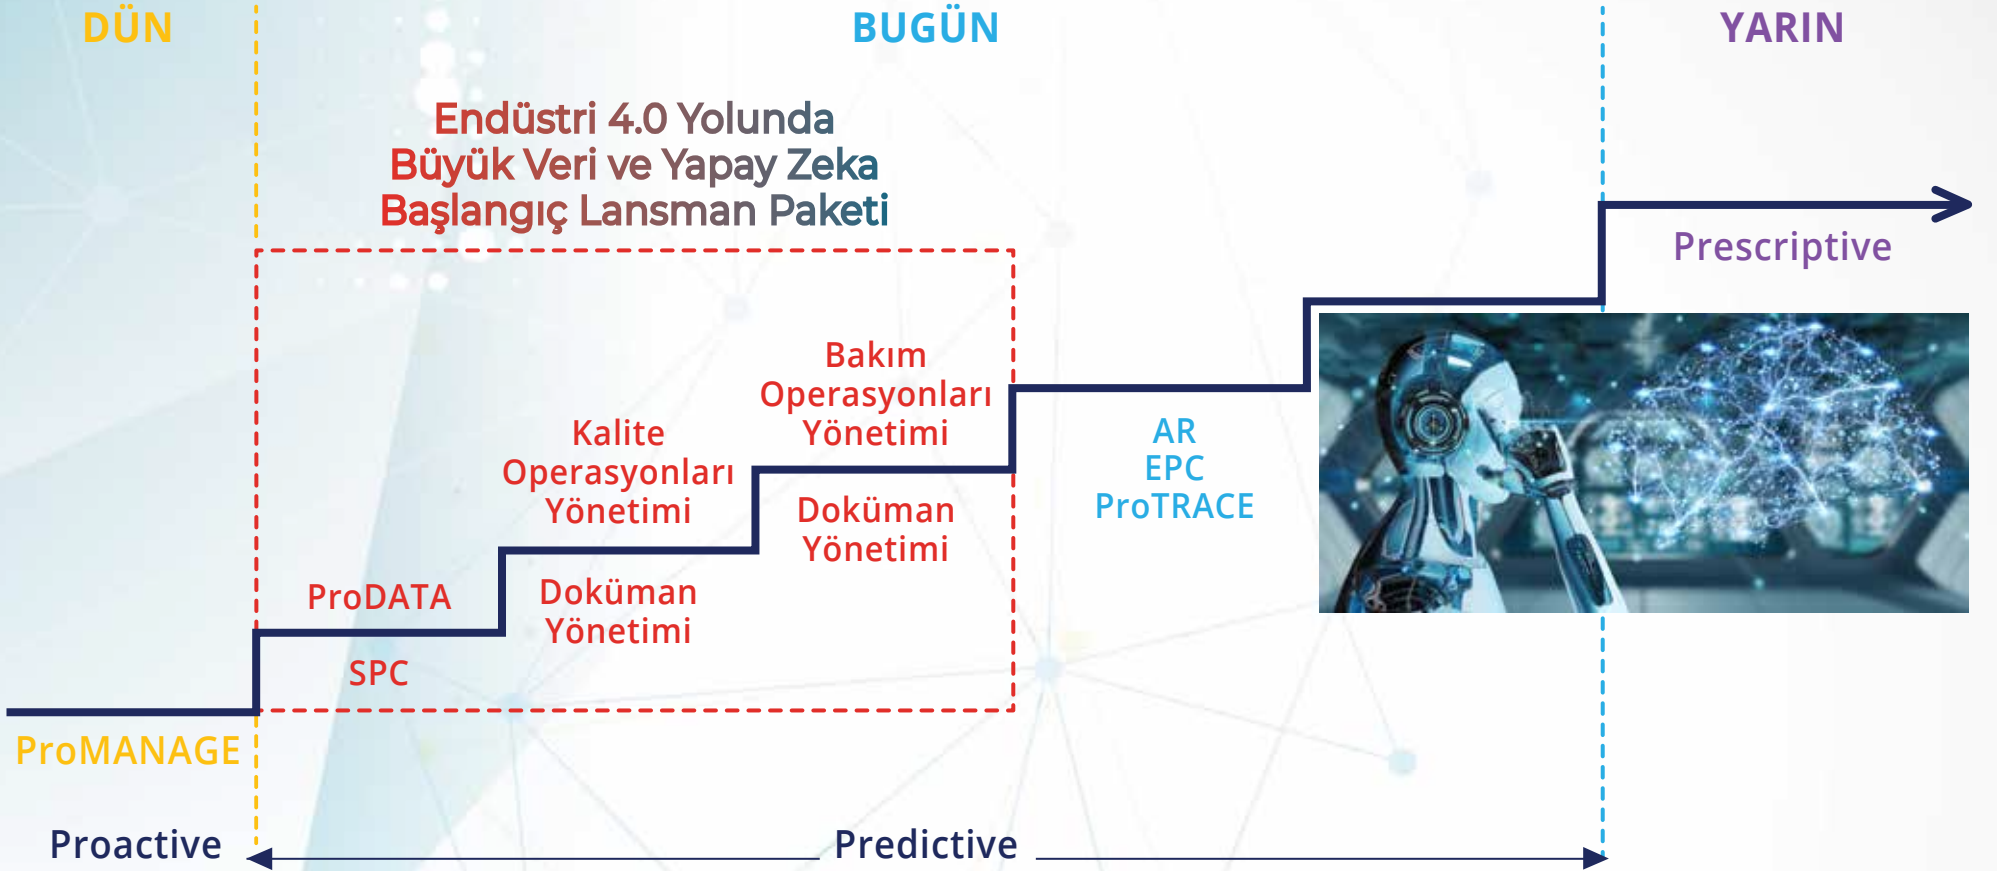 DÜN
BUGÜN
YARIN
Endüstri 4.0 Yolunda
Büyük Veri ve Yapay Zeka
Başlangıç Lansman Paketi
Prescriptive
Bakım
Operasyonları
Yönetimi
Kalite
Operasyonları
Yönetimi
AR
EPC
ProTRACE
Doküman
Yönetimi
ProDATA
Doküman
Yönetimi
SPC
ProMANAGE
Proactive
Predictive